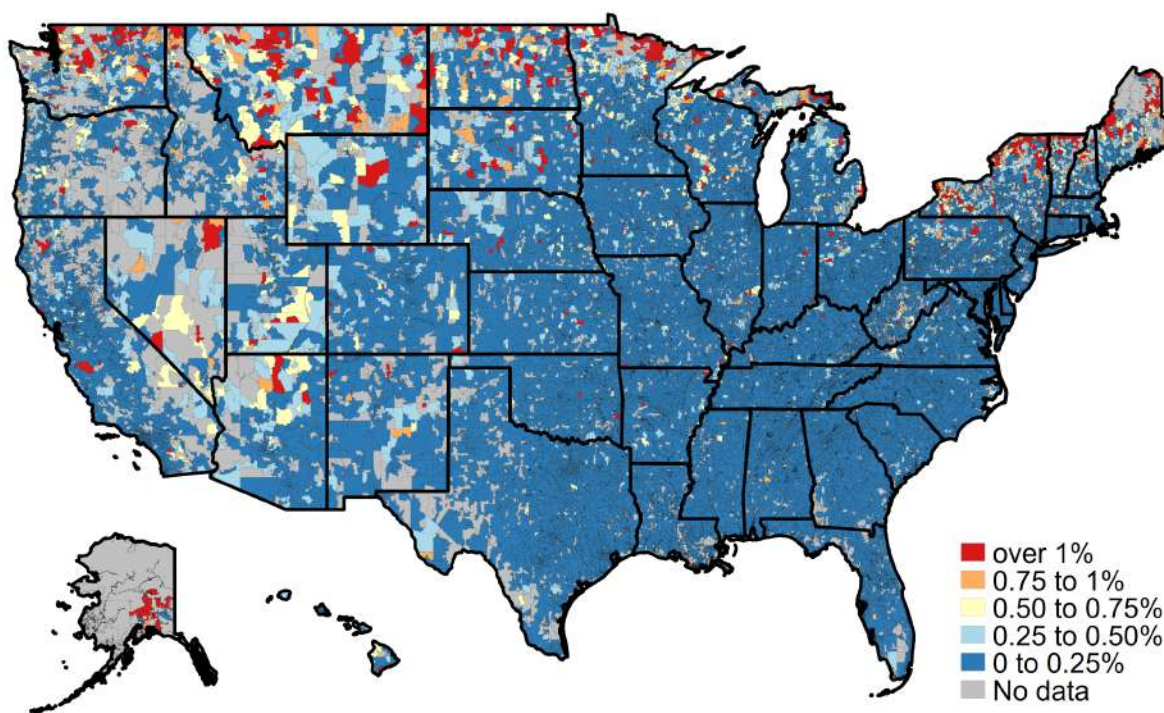 over 1%
0.75 to 1%
0.50 to 0.75%
0.25 to 0.50%
0 to 0.25%
No data